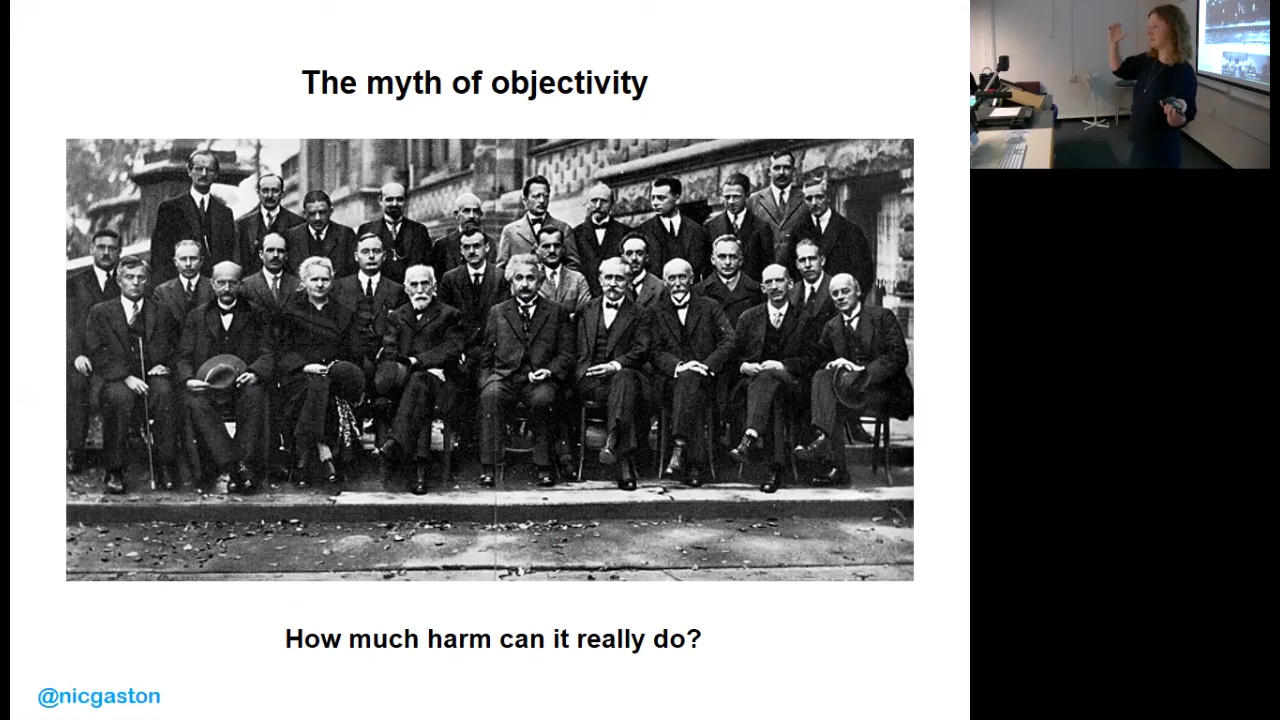 The myth of objectivity
How much harm can it really do?
@nicgaston